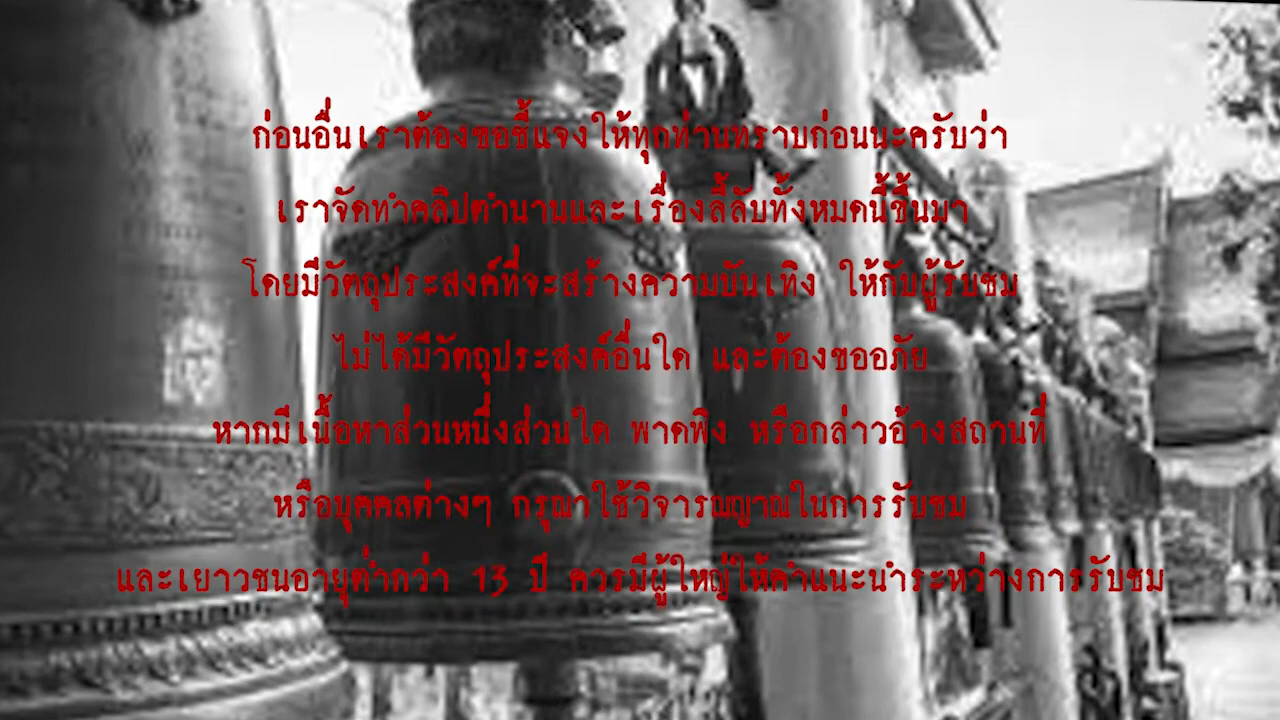 ก่อนอื่นเราต้องขอชี้แจงให้ทุกท่านทราบก่อนนะครับว่า
เราจัดทำคลิปตำนานและเรื่องลี้ลับทั้งหมดนี้ขึ้นมา
โดยมีวัตถุประสงค์ที่จะสร้างความบันเทิง ให้กับผู้รับชม
ไม่ได้มีวัตถุประสงค์อื่นใด และต้องขออภัย
หากมีเนื้อหาส่วนหนึ่งส่วนใด พาดพิง หรือกล่าวอ้างสถานที่
หรือบุคคลต่างๆ กรุณาใช้วิจารณญาณในการรับชม
และเยาวชนอายุต่ำกว่า 13 ปี ควรมีผู้ใหญ่ให้คำแนะนำระหว่างการรับชม